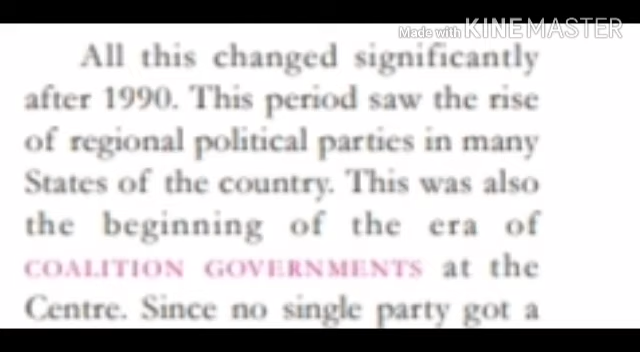 Made with KINEMASTER
All this changed significantly
after 1990. This period saw the rise
of regional political parties in many
States of the country. This was also
the beginning of the era of
COALITION GOVERNMENTS at the
Centre. Since no single party got a